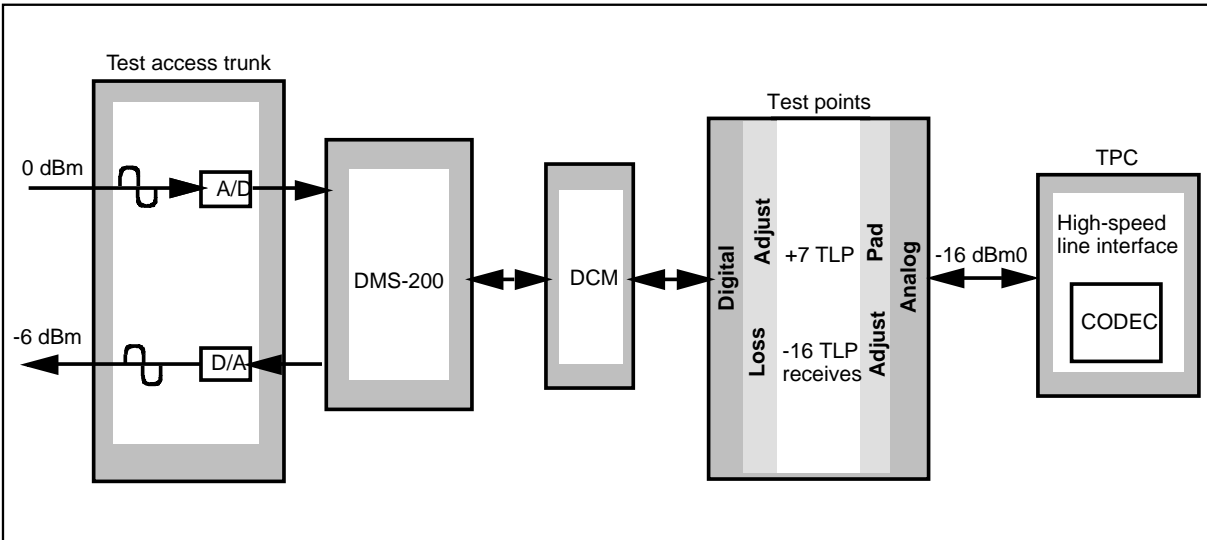 Test access trunk
0 dBm
A/D
-6 dBm
D/A
DMS-200
DCM
Test points
Digital
Loss Adjust
+7 TLP
-16 TLP
receives
Adjust Pad
Analog
-16 dBm0
TPC
High-speed
line interface
CODEC